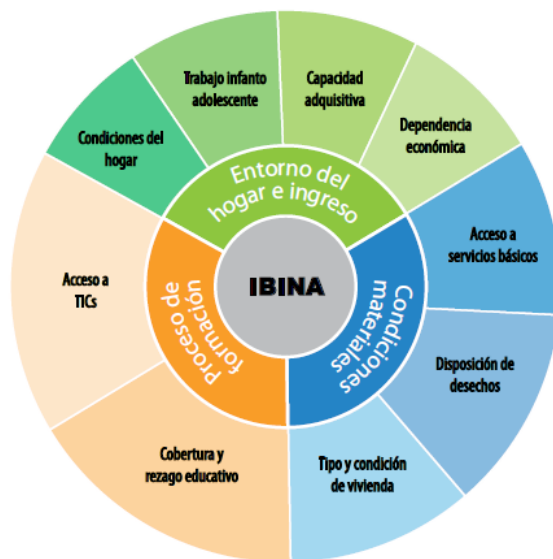 Trabajo infanto
adolescente
Capacidad
adquisitiva
Condiciones del
hogar
Dependencia
económica
Entorno del
hogar e ingreso
Acceso a
servicios básicos
Acceso a
TICs
IBINA
Proceso de
formación
Condiciones
materiales
Disposición de
desechos
Cobertura y
rezago educativo
Tipo y condición
de vivienda